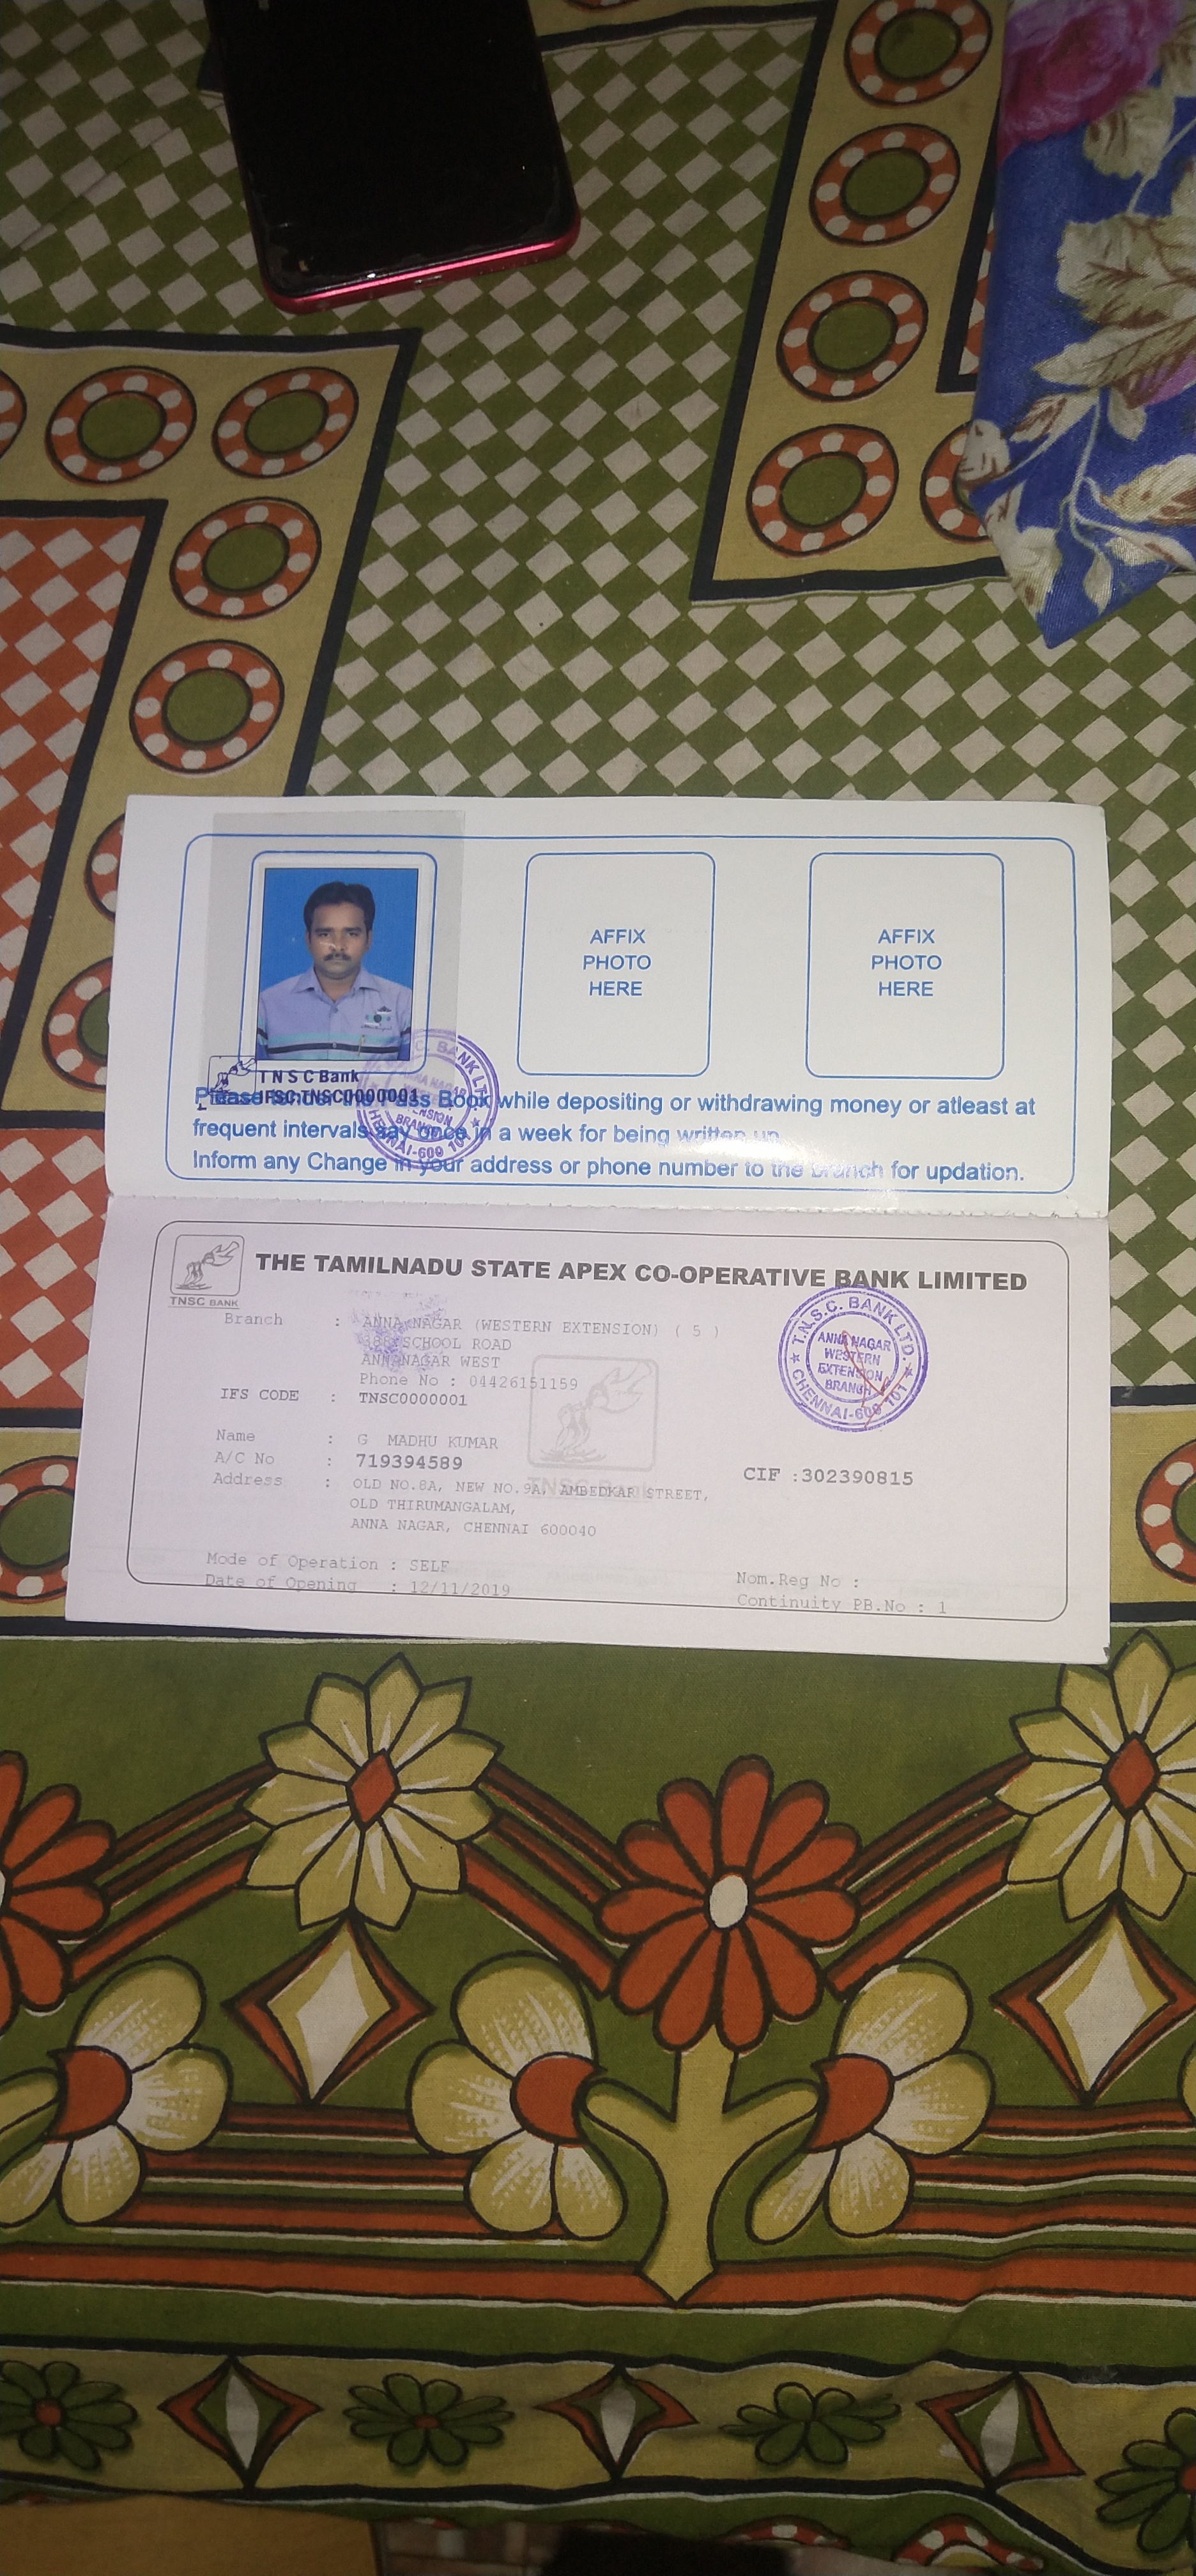 AFFIX
PHOTO
HERE
AFFIX
PHOTO
HERE
T N S C Bank
IFSC:TNSC0000001
Please tender the Pass Book while depositing or withdrawing money or atleast at
frequent intervals say once in a week for being written up
Inform any Change in your address or phone number to the branch for updation.
T.N.S.C. BANK LTD.
ANNA NAGAR
WESTERN
EXTENSION
BRANCH
CHENNAI-600 101
TNSC BANK
THE TAMILNADU STATE APEX CO-OPERATIVE BANK LIMITED
Branch : ANNA NAGAR (WESTERN EXTENSION) ( 5 )
SCHOOL ROAD
ANNANAGAR WEST
Phone No : 04426151159
IFS CODE : TNSC0000001
T.N.S.C. BANK LTD.
ANNA NAGAR
WESTERN
EXTENSION
BRANCH
CHENNAI-600 101
Name : G MADHU KUMAR
A/C No : 719394589
CIF :302390815
Address : OLD NO.8A, NEW NO.9A, AMBEDKAR STREET,
OLD THIRUMANGALAM,
ANNA NAGAR, CHENNAI 600040
TNSC Bank
Mode of Operation : SELF
Nom.Reg No :
Date of Opening : 12/11/2019
Continuity PB.No : 1